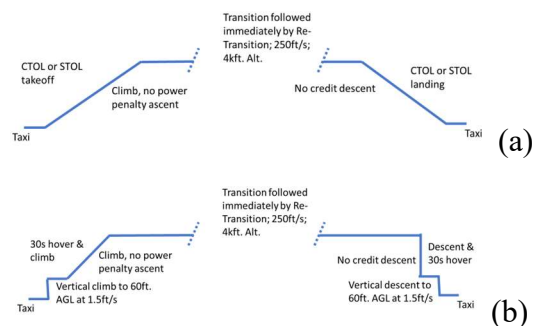 Transition followed
immediately by Re-
Transition; 250ft/s;
4kft. Alt.
CTOL or STOL
takeoff
Climb, no power
penalty ascent
No credit descent
CTOL or STOL
landing
Taxi
Taxi
(a)
Transition followed
immediately by Re-
Transition; 250ft/s;
4kft. Alt.
30s hover &
climb
Climb, no power
penalty ascent
Vertical climb to 60ft.
AGL at 1.5ft/s
Taxi
No credit descent
Descent &
30s hover
Vertical descent to
60ft. AGL at 1.5ft/s
Taxi
(b)